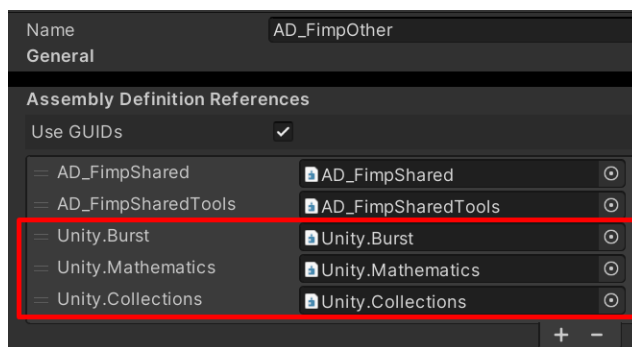 Name AD_FimpOther
General
Assembly Definition References
Use GUIDs
AD_FimpShared AD_FimpShared
AD_FimpSharedTools AD_FimpSharedTools
Unity.Burst Unity.Burst
Unity.Mathematics Unity.Mathematics
Unity.Collections Unity.Collections
+ −